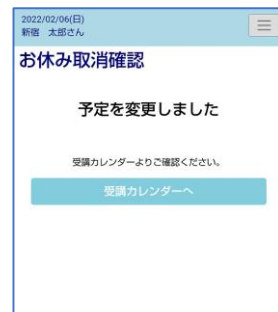 2022/02/06(日)
新宿　太郎さん
お休み取消確認
予定を変更しました
受講カレンダーよりご確認ください。
受講カレンダーへ